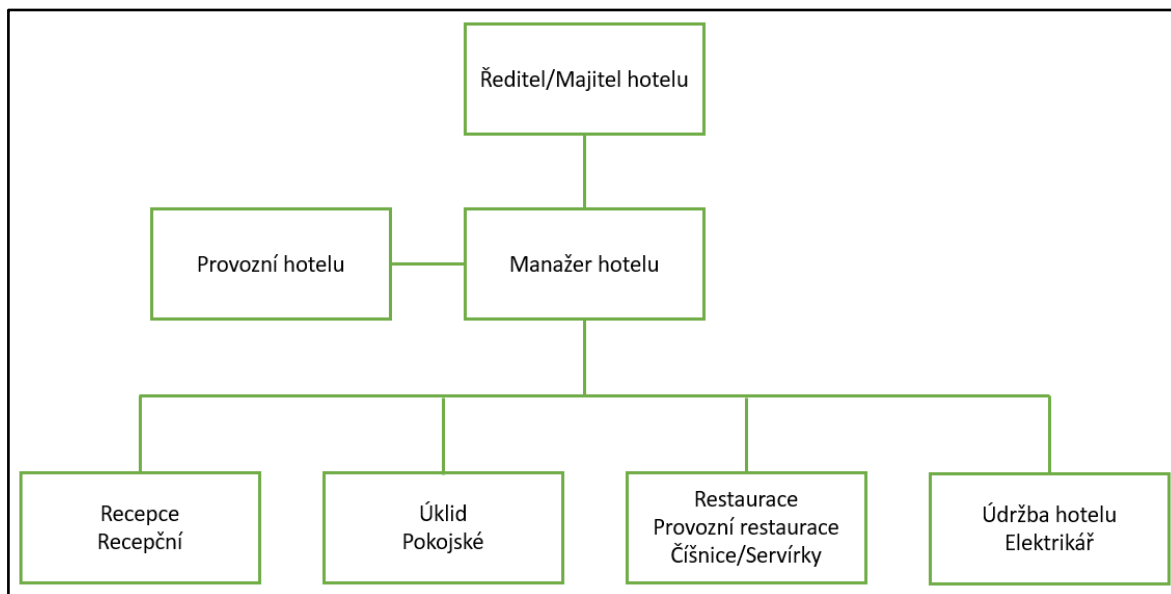 Ředitel/Majitel hotelu
Provozní hotelu
Manažer hotelu
Recepce
Recepční
Úklid
Pokojské
Restaurace
Provozní restaurace
Číšnice/Servírky
Údržba hotelu
Elektrikář